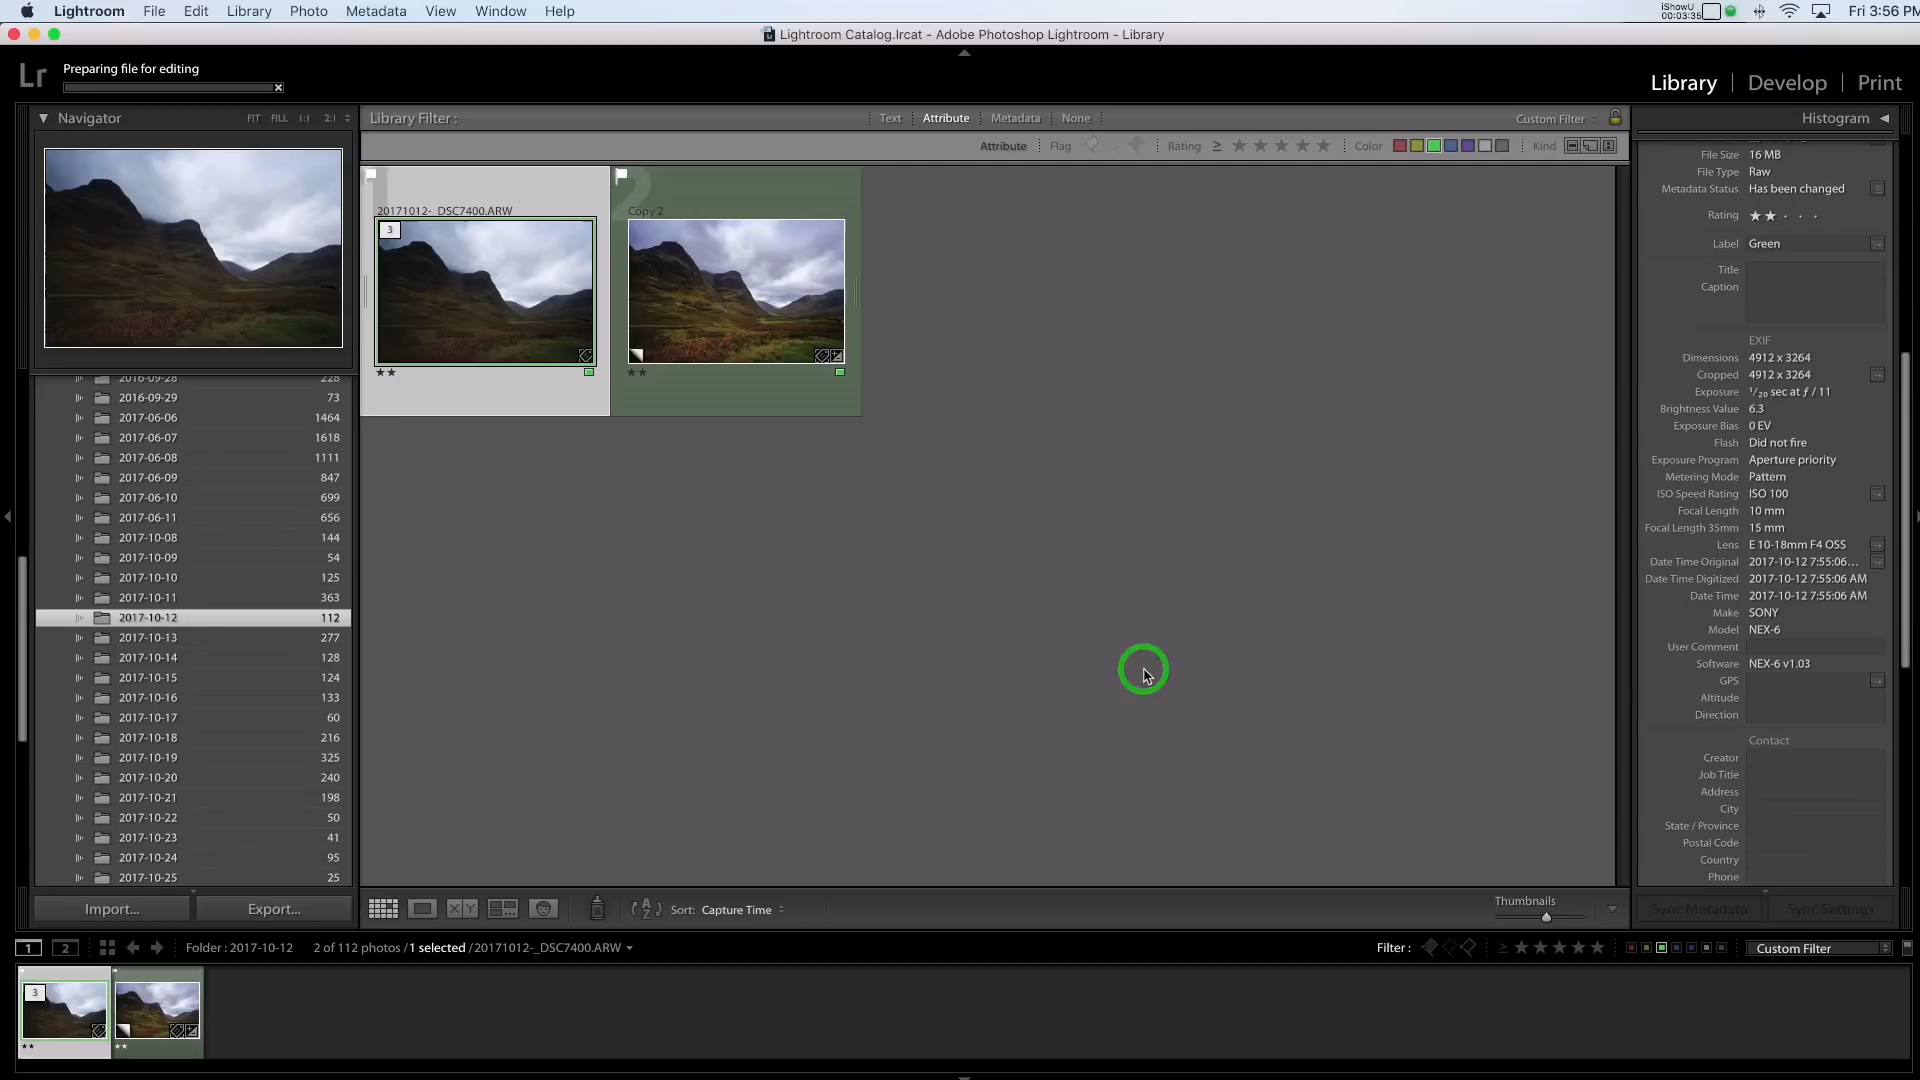 Lightroom File Edit Library Photo Metadata View Window Help
iShowU
00:03:35
Fri 3:56 PM
Lightroom Catalog.lrcat - Adobe Photoshop Lightroom - Library
Lr
Preparing file for editing
Library | Develop | Print
Navigator FIT FILL 1:1 2:1
Library Filter : Text Attribute Metadata None Custom Filter
Histogram
Attribute Flag Rating ≥ Color Kind
2016-09-28 228
2016-09-29 73
2017-06-06 1464
2017-06-07 1618
2017-06-08 1111
2017-06-09 847
2017-06-10 699
2017-06-11 656
2017-10-08 144
2017-10-09 54
2017-10-10 125
2017-10-11 363
2017-10-12 112
2017-10-13 277
2017-10-14 128
2017-10-15 124
2017-10-16 133
2017-10-17 60
2017-10-18 216
2017-10-19 325
2017-10-20 240
2017-10-21 198
2017-10-22 50
2017-10-23 41
2017-10-24 95
2017-10-25 25
Import... Export...
1
20171012-_DSC7400.ARW
3
2
Copy 2
File Size 16 MB
File Type Raw
Metadata Status Has been changed
Rating ★★
Label Green
Title
Caption
EXIF
Dimensions 4912 x 3264
Cropped 4912 x 3264
Exposure 1/20 sec at ƒ / 11
Brightness Value 6.3
Exposure Bias 0 EV
Flash Did not fire
Exposure Program Aperture priority
Metering Mode Pattern
ISO Speed Rating ISO 100
Focal Length 10 mm
Focal Length 35mm 15 mm
Lens E 10-18mm F4 OSS
Date Time Original 2017-10-12 7:55:06...
Date Time Digitized 2017-10-12 7:55:06 AM
Date Time 2017-10-12 7:55:06 AM
Make SONY
Model NEX-6
User Comment
Software NEX-6 v1.03
GPS
Altitude
Direction
Contact
Creator
Job Title
Address
City
State / Province
Postal Code
Country
Phone
Sync Metadata Sync Settings
XY Sort: Capture Time Thumbnails
1 2 Folder : 2017-10-12 2 of 112 photos / 1 selected / 20171012-_DSC7400.ARW Filter : ≥ Custom Filter
3